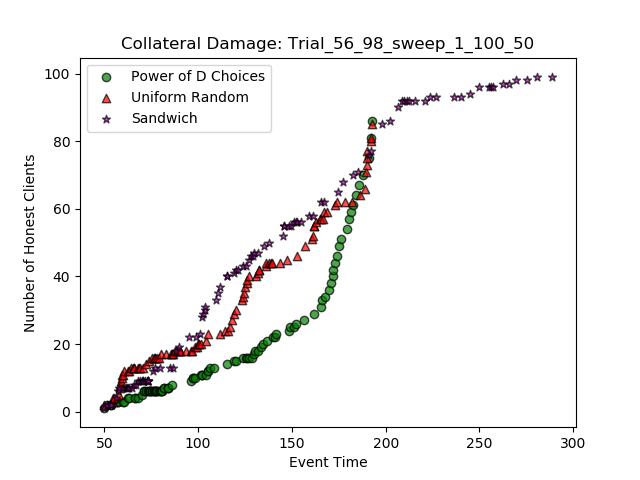 Collateral Damage: Trial_56_98_sweep_1_100_50
Power of D Choices
Uniform Random
Sandwich
Number of Honest Clients
100
80
60
40
20
0
50 100 150 200 250 300
Event Time